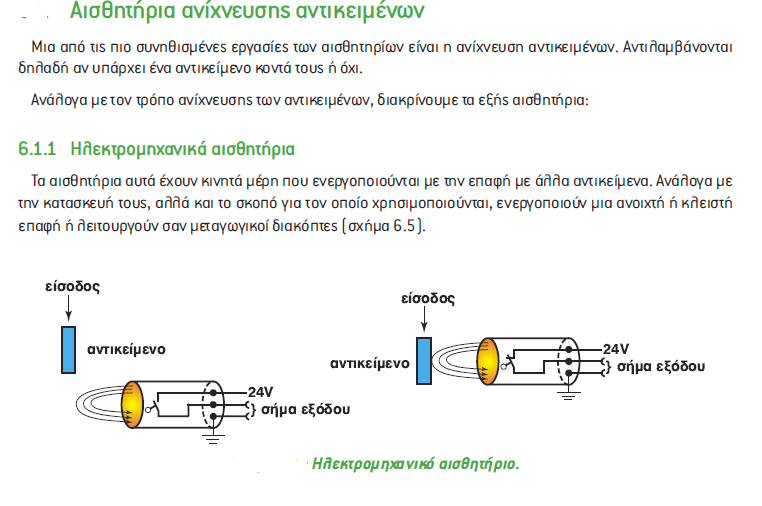 Αισθητήρια ανίχνευσης αντικειμένων
Μια από τις πιο συνηθισμένες εργασίες των αισθητηρίων είναι η ανίχνευση αντικειμένων. Αντιλαμβάνονται
δηλαδή αν υπάρχει ένα αντικείμενο κοντά τους ή όχι.
Ανάλογα με τον τρόπο ανίχνευσης των αντικειμένων, διακρίνουμε τα εξής αισθητήρια:
6.1.1 Ηλεκτρομηχανικά αισθητήρια
Τα αισθητήρια αυτά έχουν κινητά μέρη που ενεργοποιούνται με την επαφή με άλλα αντικείμενα. Ανάλογα με
την κατασκευή τους, αλλά και το σκοπό για τον οποίο χρησιμοποιούνται, ενεργοποιούν μια ανοιχτή ή κλειστή
επαφή ή λειτουργούν σαν μεταγωγικοί διακόπτες (σχήμα 6.5).
είσοδος
αντικείμενο
24V
σήμα εξόδου
είσοδος
αντικείμενο
24V
σήμα εξόδου
Ηλεκτρομηχανικό αισθητήριο.